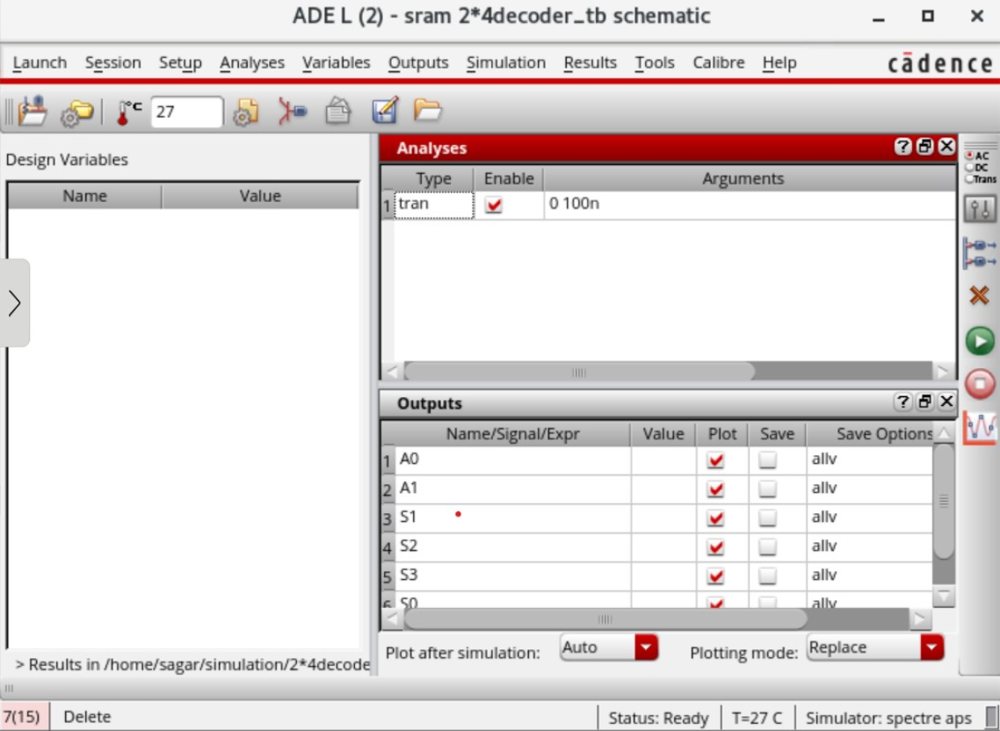 ADE L (2) - sram 2*4decoder_tb schematic
Launch Session Setup Analyses Variables Outputs Simulation Results Tools Calibre Help cādence
°C 27
Design Variables
Name Value
Analyses
Type Enable Arguments
1 tran 0 100n
AC
DC
Trans
Outputs
Name/Signal/Expr Value Plot Save Save Options
1 A0 allv
2 A1 allv
3 S1 allv
4 S2 allv
5 S3 allv
6 S0 allv
Plot after simulation: Auto Plotting mode: Replace
> Results in /home/sagar/simulation/2*4decode
7(15) Delete Status: Ready T=27 C Simulator: spectre aps